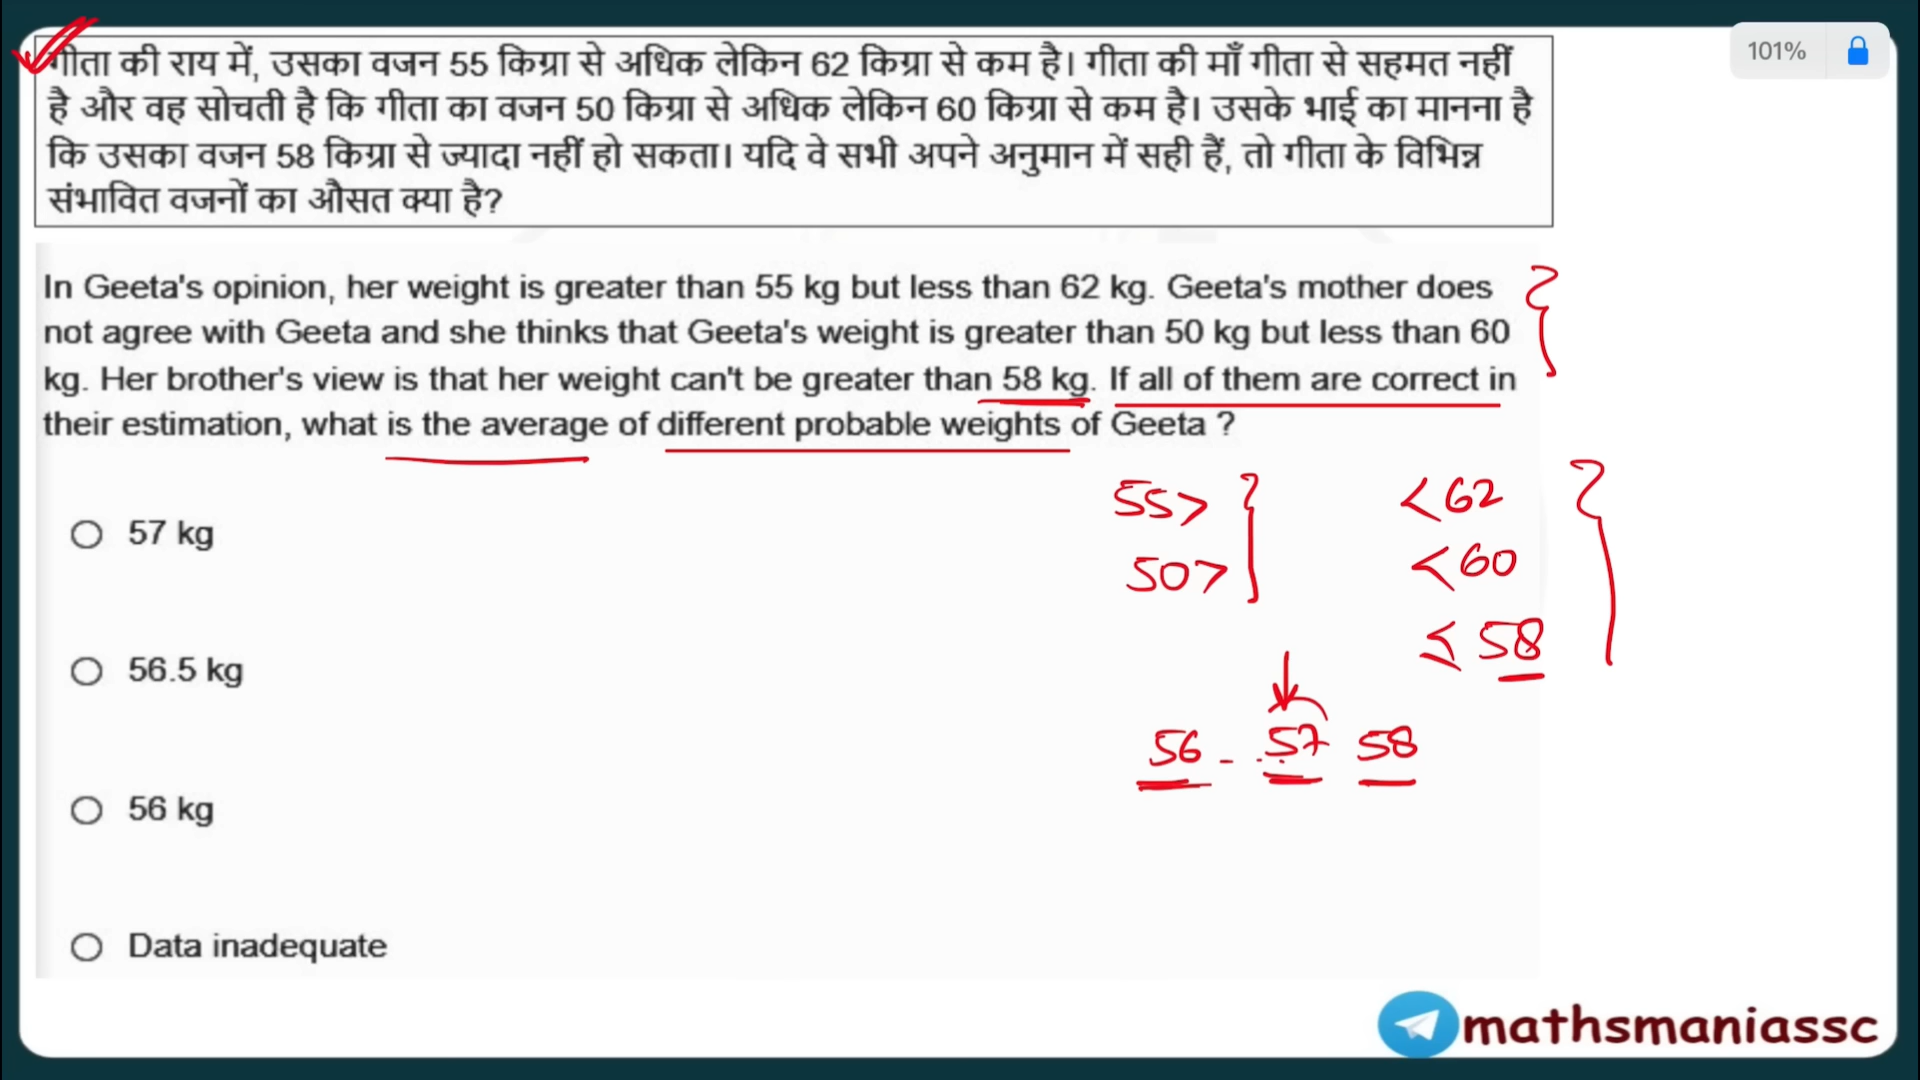 गीता की राय में, उसका वजन 55 किग्रा से अधिक लेकिन 62 किग्रा से कम है। गीता की माँ गीता से सहमत नहीं
है और वह सोचती है कि गीता का वजन 50 किग्रा से अधिक लेकिन 60 किग्रा से कम है। उसके भाई का मानना है
कि उसका वजन 58 किग्रा से ज्यादा नहीं हो सकता। यदि वे सभी अपने अनुमान में सही हैं, तो गीता के विभिन्न
संभावित वजनों का औसत क्या है?
101%
In Geeta's opinion, her weight is greater than 55 kg but less than 62 kg. Geeta's mother does
not agree with Geeta and she thinks that Geeta's weight is greater than 50 kg but less than 60
kg. Her brother's view is that her weight can't be greater than 58 kg. If all of them are correct in
their estimation, what is the average of different probable weights of Geeta ?
55> <62
57 kg
50> <60
≤ 58
56.5 kg
56 - .. 57 58
56 kg
Data inadequate
mathsmaniassc